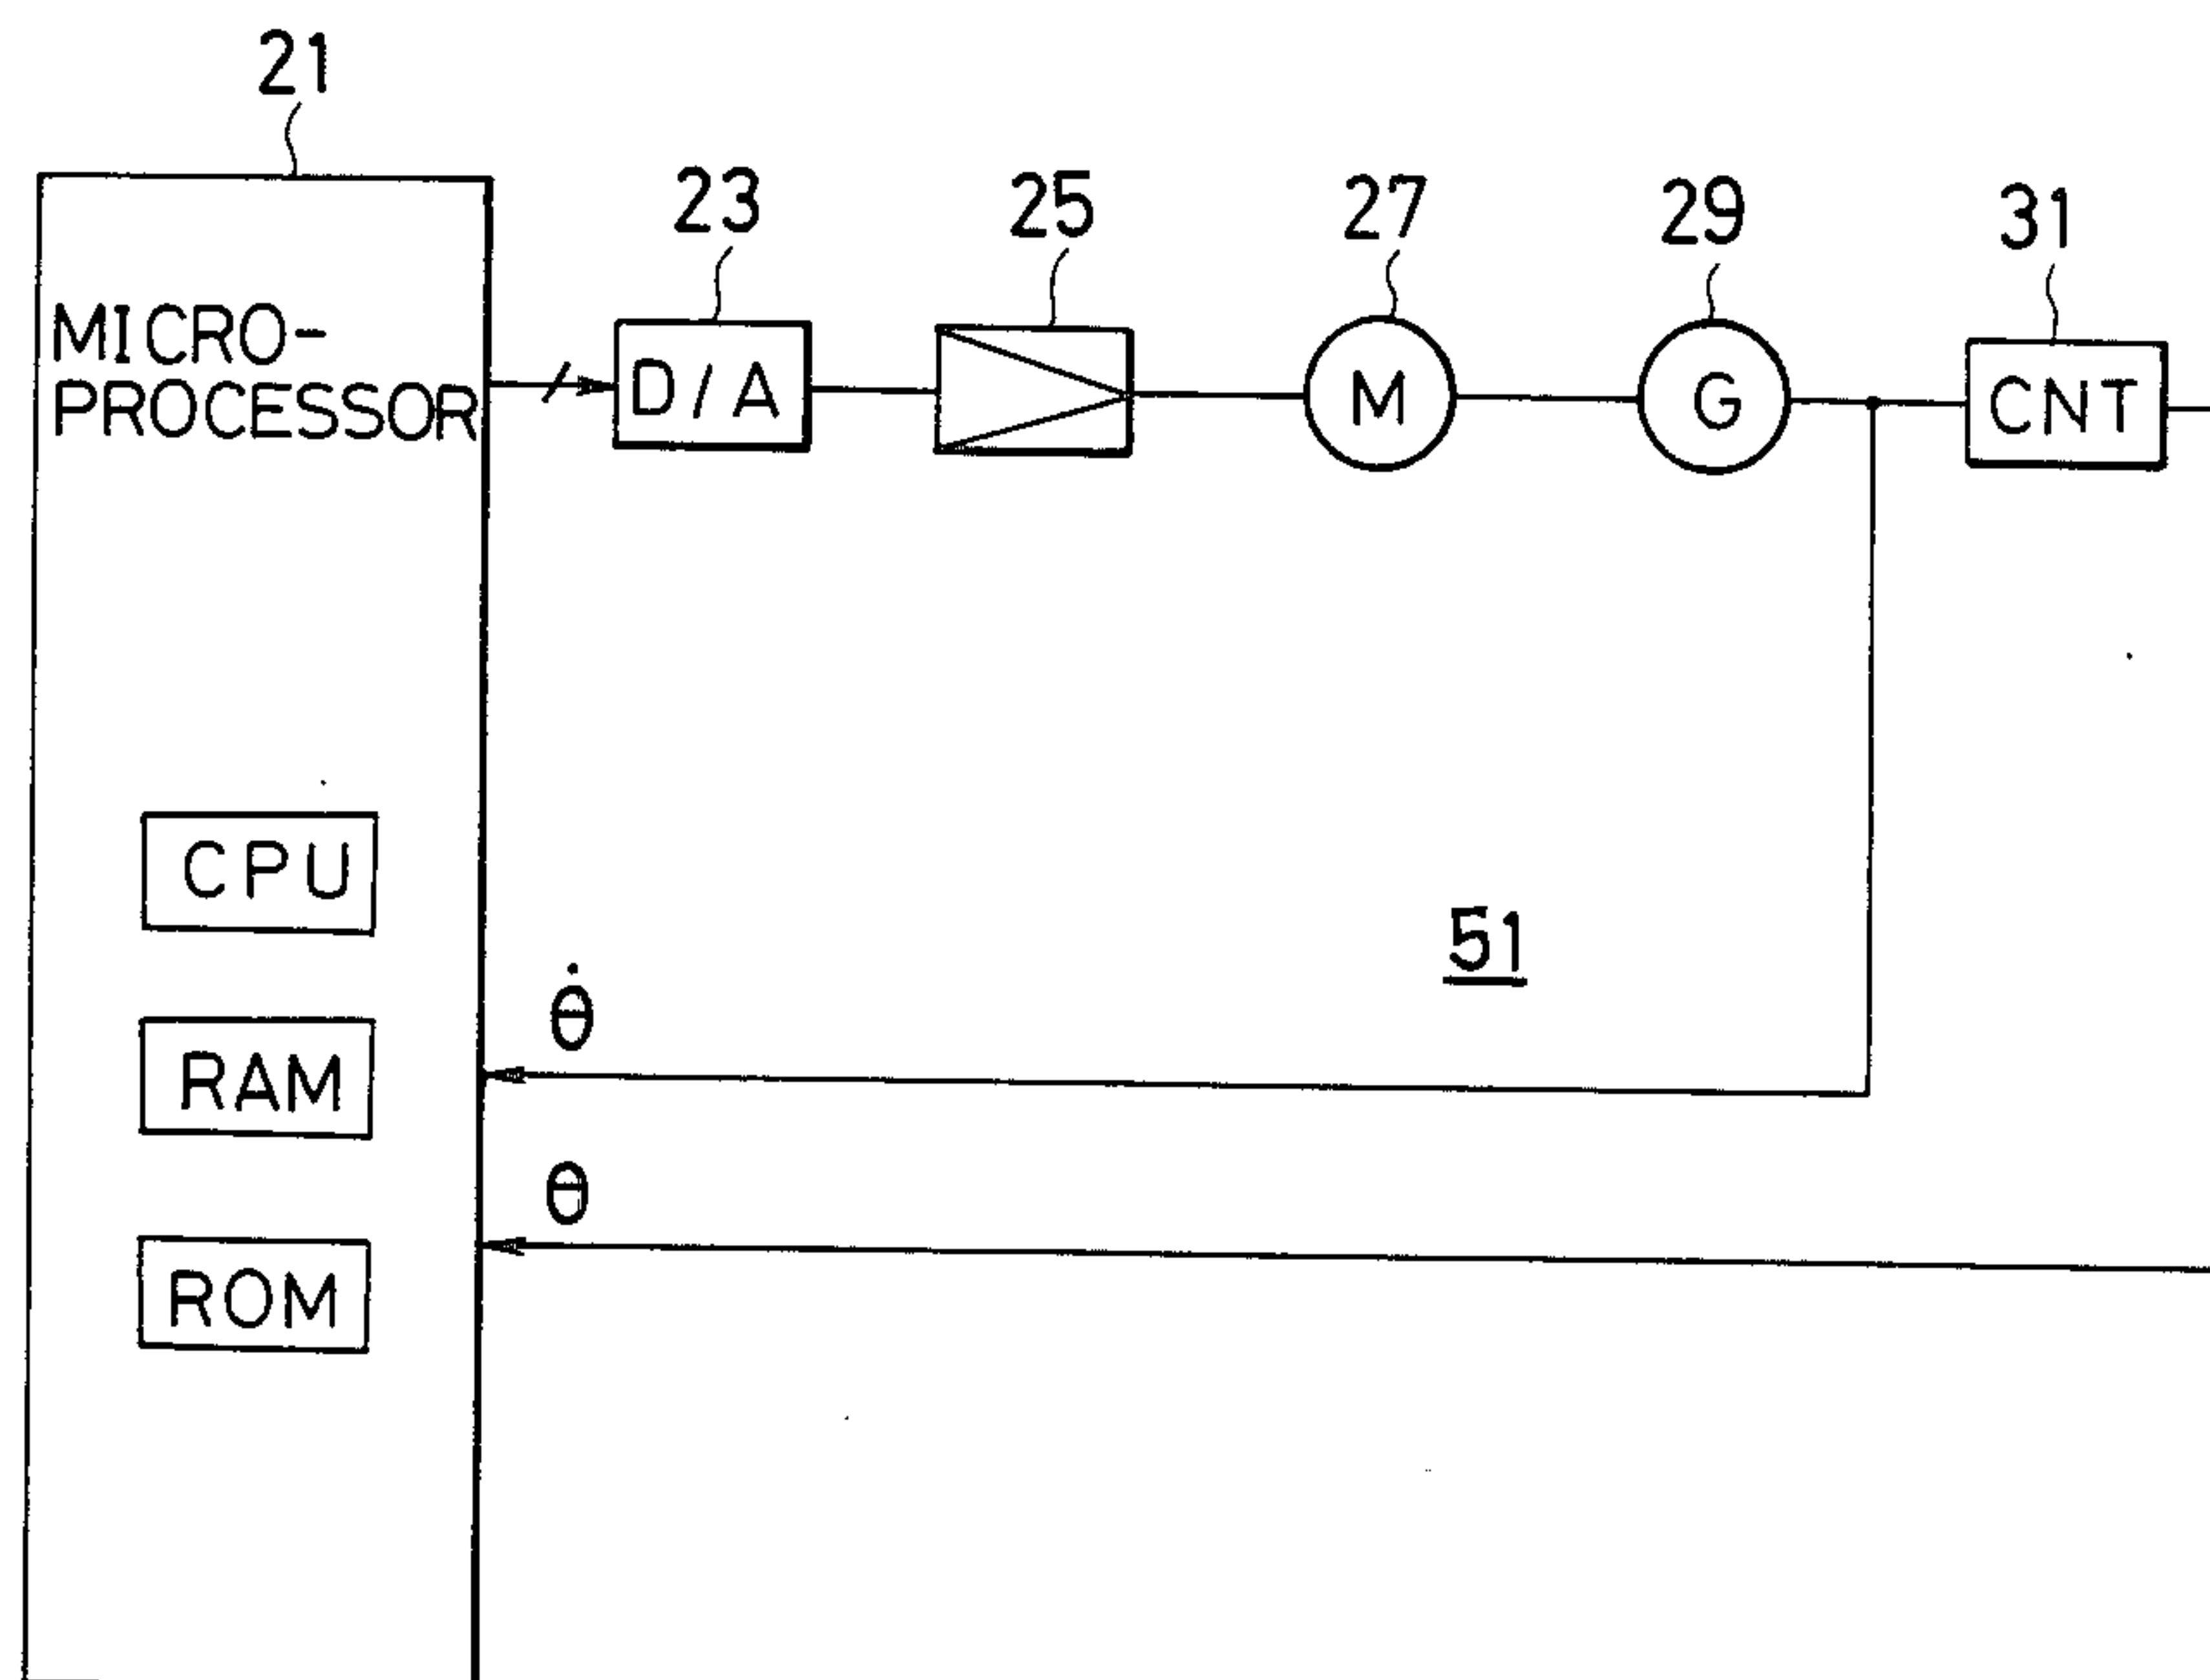 21
23
25
27
29
31
MICRO-
PROCESSOR
D/A
M
G
CNT
CPU
51
θ̇
RAM
θ
ROM